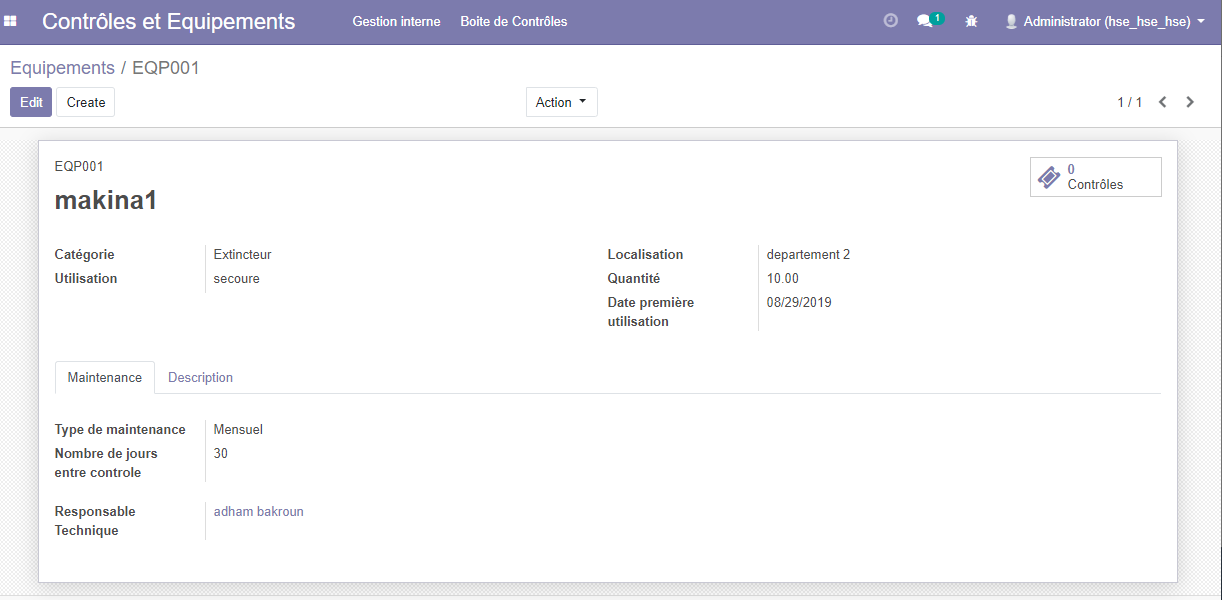 Contrôles et Equipements Gestion interne Boite de Contrôles 1 Administrator (hse_hse_hse)
Equipements / EQP001
Edit Create Action 1 / 1
EQP001
0
Contrôles
makina1
Catégorie Extincteur
Utilisation secoure
Localisation departement 2
Quantité 10.00
Date première 08/29/2019
utilisation
Maintenance Description
Type de maintenance Mensuel
Nombre de jours 30
entre controle
Responsable adham bakroun
Technique